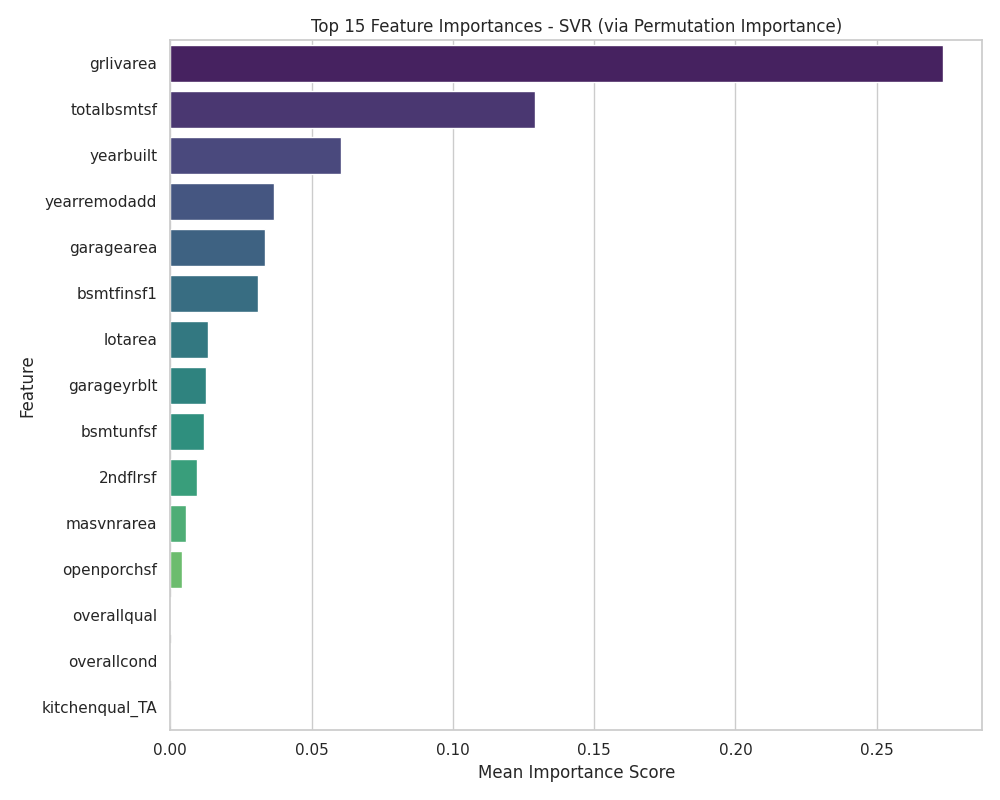 Top 15 Feature Importances - SVR (via Permutation Importance)
grlivarea
totalbsmtsf
yearbuilt
yearremodadd
garagearea
bsmtfinsf1
lotarea
garageyrblt
bsmtunfsf
2ndflrsf
masvnrarea
openporchsf
overallqual
overallcond
kitchenqual_TA
Feature
0.00 0.05 0.10 0.15 0.20 0.25
Mean Importance Score